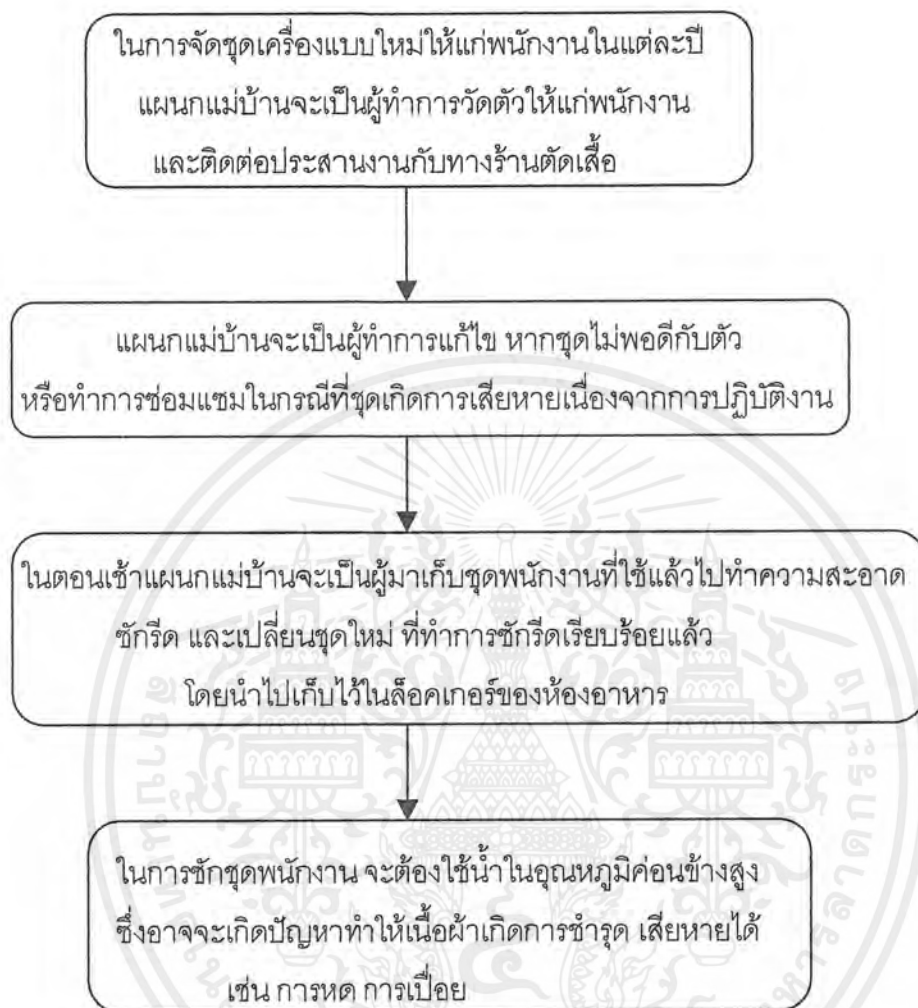 ในการจัดชุดเครื่องแบบใหม่ให้แก่พนักงานในแต่ละปี
แผนกแม่บ้านจะเป็นผู้ทำการวัดตัวให้แก่พนักงาน
และติดต่อประสานงานกับทางร้านตัดเสื้อ
แผนกแม่บ้านจะเป็นผู้ทำการแก้ไข หากชุดไม่พอดีกับตัว
หรือทำการซ่อมแซมในกรณีที่ชุดเกิดการเสียหายเนื่องจากการปฏิบัติงาน
ในตอนเช้าแผนกแม่บ้านจะเป็นผู้มาเก็บชุดพนักงานที่ใช้แล้วไปทำความสะอาด
ซักรีด และเปลี่ยนชุดใหม่ ที่ทำการซักรีดเรียบร้อยแล้ว
โดยนำไปเก็บไว้ในล็อคเกอร์ของห้องอาหาร
ในการซักชุดพนักงาน จะต้องใช้น้ำในอุณหภูมิค่อนข้างสูง
ซึ่งอาจจะเกิดปัญหาทำให้เนื้อผ้าเกิดการชำรุด เสียหายได้
เช่น การหด การเปื่อย